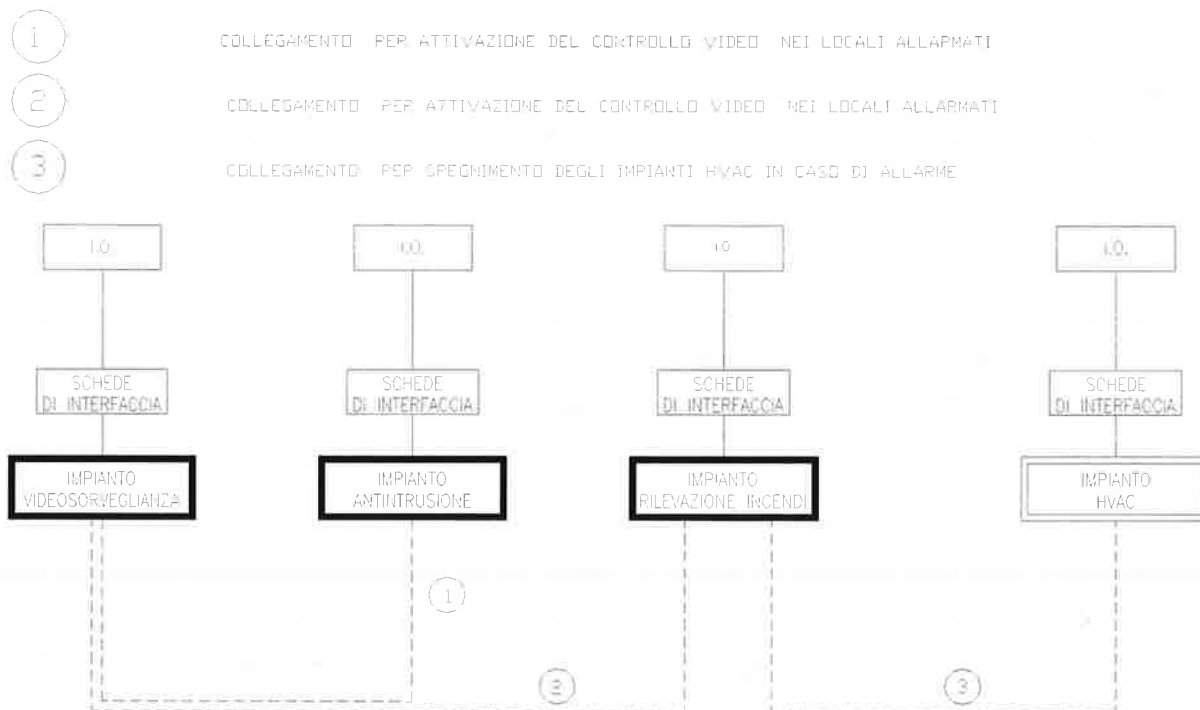 1
COLLEGAMENTO PER ATTIVAZIONE DEL CONTROLLO VIDEO NEI LOCALI ALLARMATI
2
COLLEGAMENTO PER ATTIVAZIONE DEL CONTROLLO VIDEO NEI LOCALI ALLARMATI
3
COLLEGAMENTO PER SPEGNIMENTO DEGLI IMPIANTI HVAC IN CASO DI ALLARME
I.O. I.O. I.O. I.O.
SCHEDE SCHEDE SCHEDE SCHEDE
DI INTERFACCIA DI INTERFACCIA DI INTERFACCIA DI INTERFACCIA
IMPIANTO IMPIANTO IMPIANTO IMPIANTO
VIDEOSORVEGLIANZA ANTINTRUSIONE RILEVAZIONE INCENDI HVAC
1
2
3